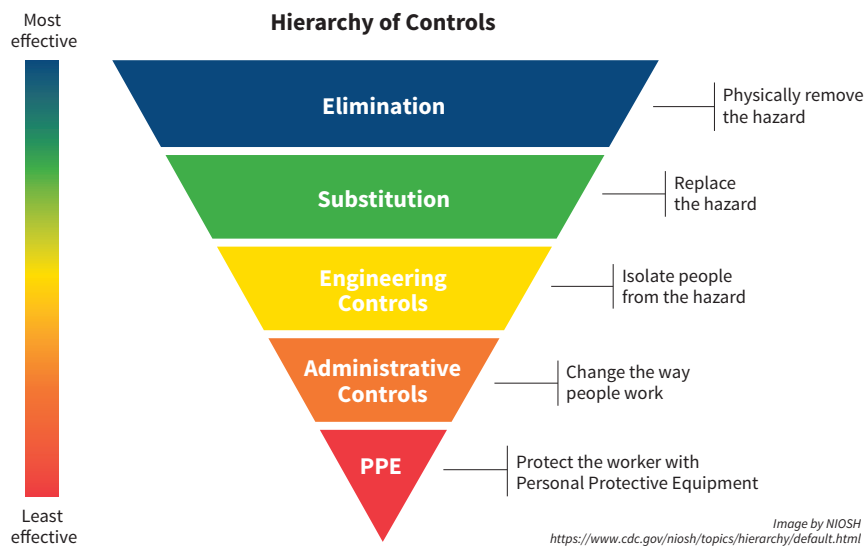 Most
effective
Hierarchy of Controls
Elimination
Physically remove
the hazard
Substitution
Replace
the hazard
Engineering
Controls
Isolate people
from the hazard
Administrative
Controls
Change the way
people work
PPE
Protect the worker with
Personal Protective Equipment
Least
effective
Image by NIOSH
https://www.cdc.gov/niosh/topics/hierarchy/default.html